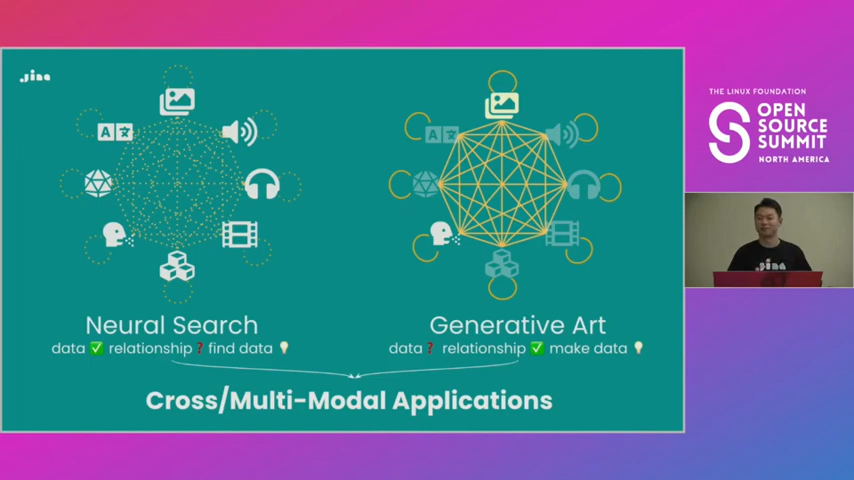 .jina
A
Neural Search
data ✅ relationship ❓ find data 💡
Generative Art
data ❓ relationship ✅ make data 💡
Cross/Multi-Modal Applications
THE LINUX FOUNDATION
OPEN
SOURCE
SUMMIT
NORTH AMERICA
.jina